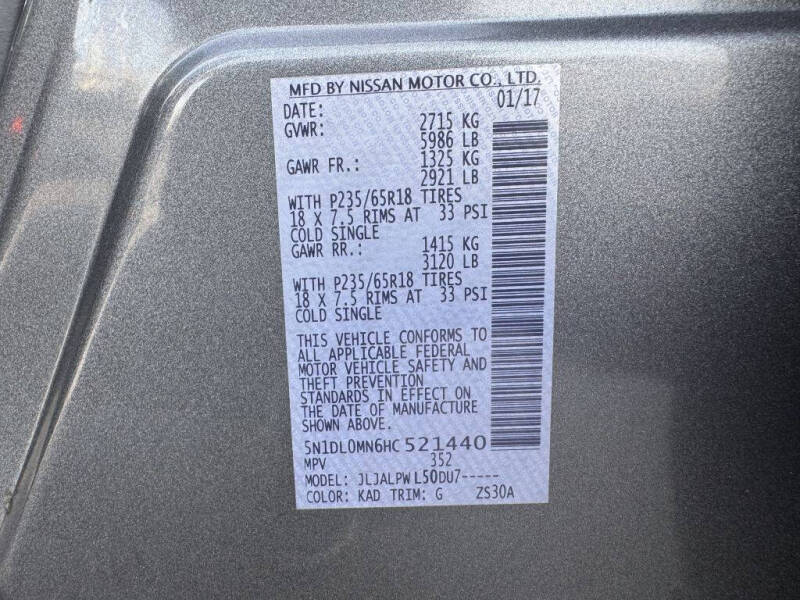 MFD BY NISSAN MOTOR CO., LTD.
DATE: 01/17
GVWR: 2715 KG
5986 LB
GAWR FR.: 1325 KG
2921 LB
WITH P235/65R18 TIRES
18 X 7.5 RIMS AT 33 PSI
COLD SINGLE
GAWR RR.: 1415 KG
3120 LB
WITH P235/65R18 TIRES
18 X 7.5 RIMS AT 33 PSI
COLD SINGLE
THIS VEHICLE CONFORMS TO
ALL APPLICABLE FEDERAL
MOTOR VEHICLE SAFETY AND
THEFT PREVENTION
STANDARDS IN EFFECT ON
THE DATE OF MANUFACTURE
SHOWN ABOVE.
5N1DL0MN6HC521440
MPV 352
MODEL: JLJALPWL50DU7-----
COLOR: KAD TRIM: G ZS30A